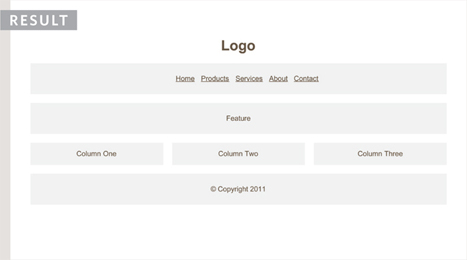 RESULT
Logo
Home Products Services About Contact
Feature
Column One Column Two Column Three
© Copyright 2011